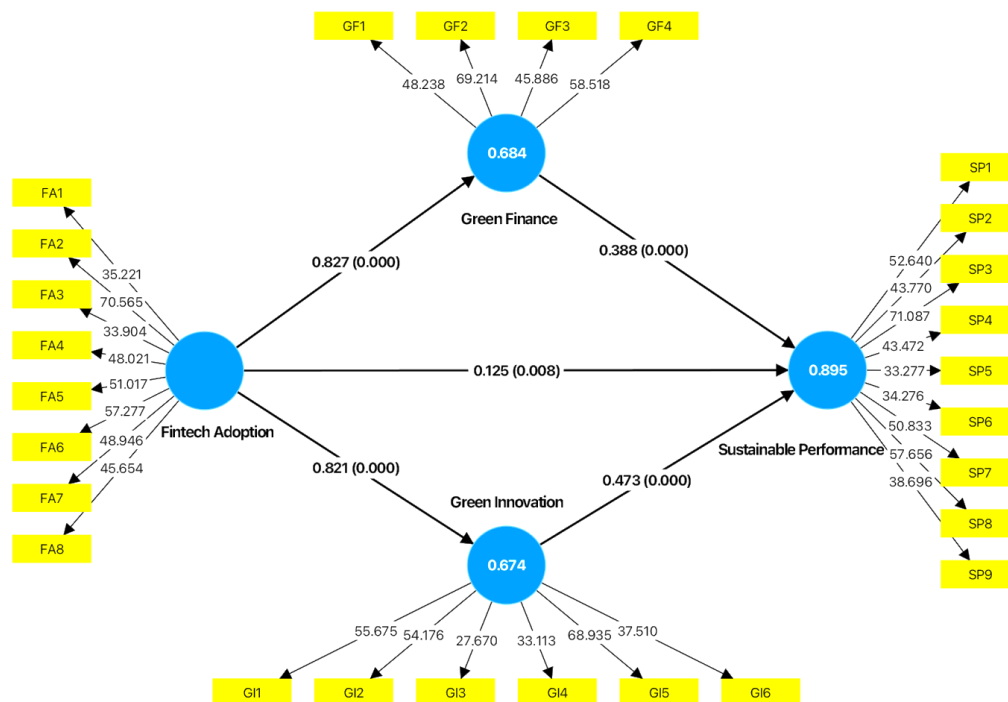 GF1 GF2 GF3 GF4
48.238 69.214 45.886 58.518
0.684
Green Finance
FA1
FA2
FA3
FA4
FA5
FA6
FA7
FA8
35.221
70.565
33.904
48.021
51.017
57.277
48.946
45.654
Fintech Adoption
0.827 (0.000)
0.388 (0.000)
0.125 (0.008)
0.821 (0.000)
0.473 (0.000)
0.895
Sustainable Performance
52.640
43.770
71.087
43.472
33.277
34.276
50.833
57.656
38.696
SP1
SP2
SP3
SP4
SP5
SP6
SP7
SP8
SP9
Green Innovation
0.674
55.675 54.176 27.670 33.113 68.935 37.510
GI1 GI2 GI3 GI4 GI5 GI6